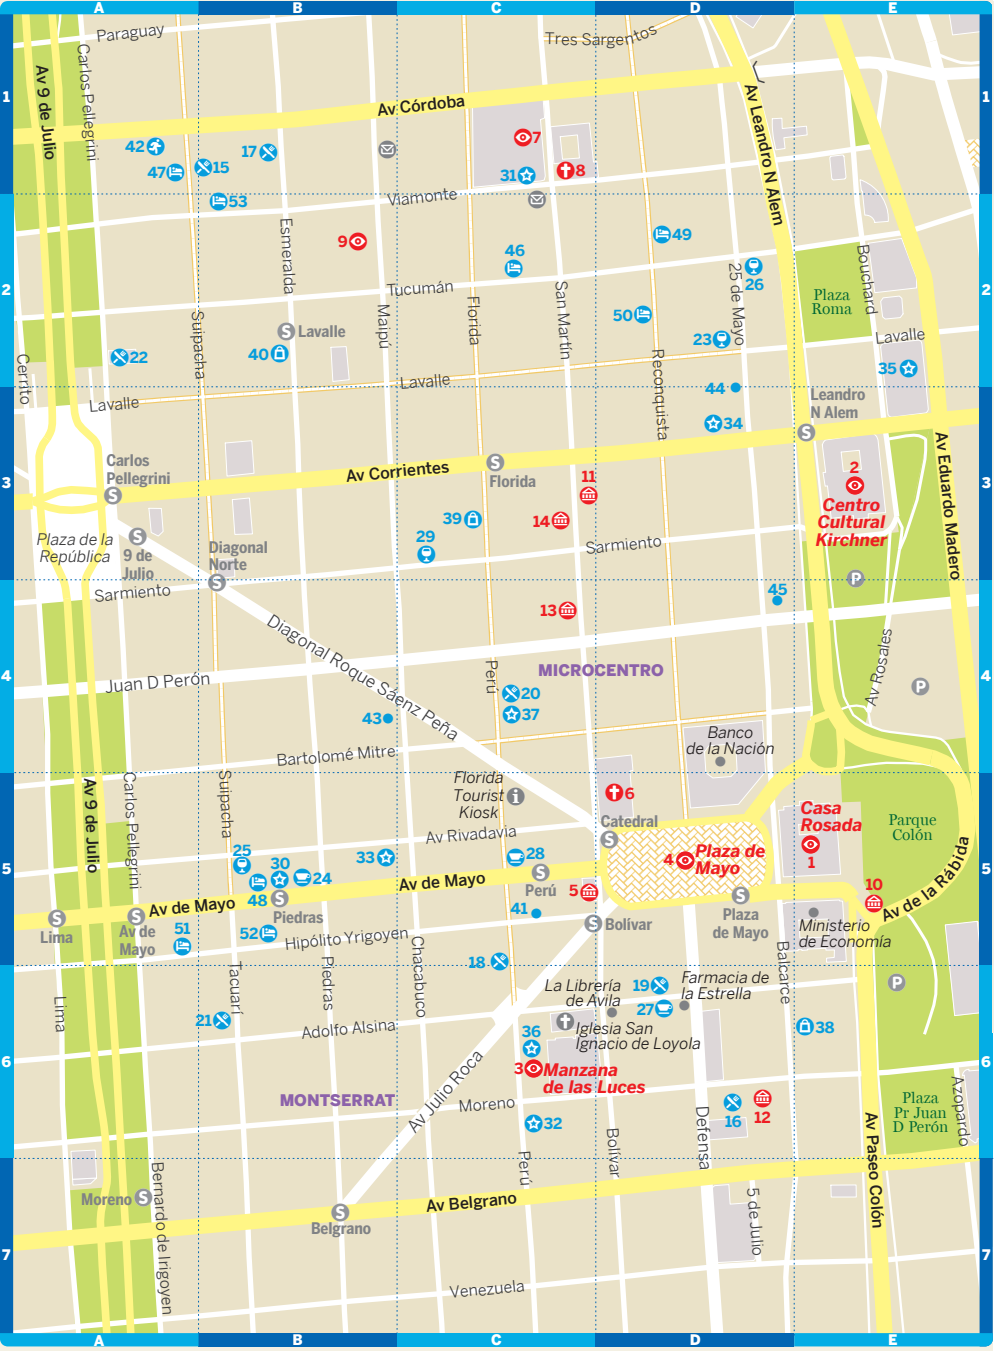 A B C D E
Paraguay
Tres Sargentos
Carlos Pellegrini
Av 9 de Julio
1
Av Córdoba
1
Av Leandro N Alem
42
17
7
47
15
31
8
53
Viamonte
9
49
Esmeralda
46
25 de Mayo
26
Bouchard
2
Tucumán
2
Plaza
Roma
Suipacha
Maipú
Florida
San Martín
50
Lavalle
23
Lavalle
22
40
Cerrito
Reconquista
35
Lavalle
Lavalle
44
Leandro
N Alem
34
Carlos
Pellegrini
Av Corrientes
Florida
11
2
Centro
Cultural
Kirchner
Av Eduardo Madero
3
3
39
14
29
Plaza de la
República
9 de
Julio
Diagonal
Norte
Sarmiento
P
Sarmiento
45
13
Diagonal Roque Sáenz Peña
MICROCENTRO
Av Rosales
4
4
Juan D Perón
Perú
20
37
43
P
Bartolomé Mitre
Banco
de la Nación
Av 9 de Julio
Carlos Pellegrini
Suipacha
Florida
Tourist
Kiosk
6
Casa
Rosada
1
Parque
Colón
Catedral
Av Rivadavia
25
30
33
28
4
Plaza de
Mayo
5
5
24
48
Av de Mayo
Perú
5
10
Av de la Rábida
Av de Mayo
Piedras
41
Plaza
de Mayo
Lima
Av de
Mayo
51
52
Hipólito Yrigoyen
Bolívar
Ministerio
de Economía
18
Chacabuco
Balcarce
Tacuarí
Piedras
La Librería
de Avila
19
Farmacia de
la Estrella
P
27
Lima
21
Adolfo Alsina
36
Iglesia San
Ignacio de Loyola
38
6
6
3
Manzana
de las Luces
Av Julio Roca
MONTSERRAT
Moreno
32
16
12
Plaza
Pr Juan
D Perón
Azopardo
Bolívar
Defensa
Av Paseo Colón
Perú
Moreno
Bernardo de Irigoyen
Av Belgrano
Belgrano
5 de Julio
7
7
Venezuela
A B C D E